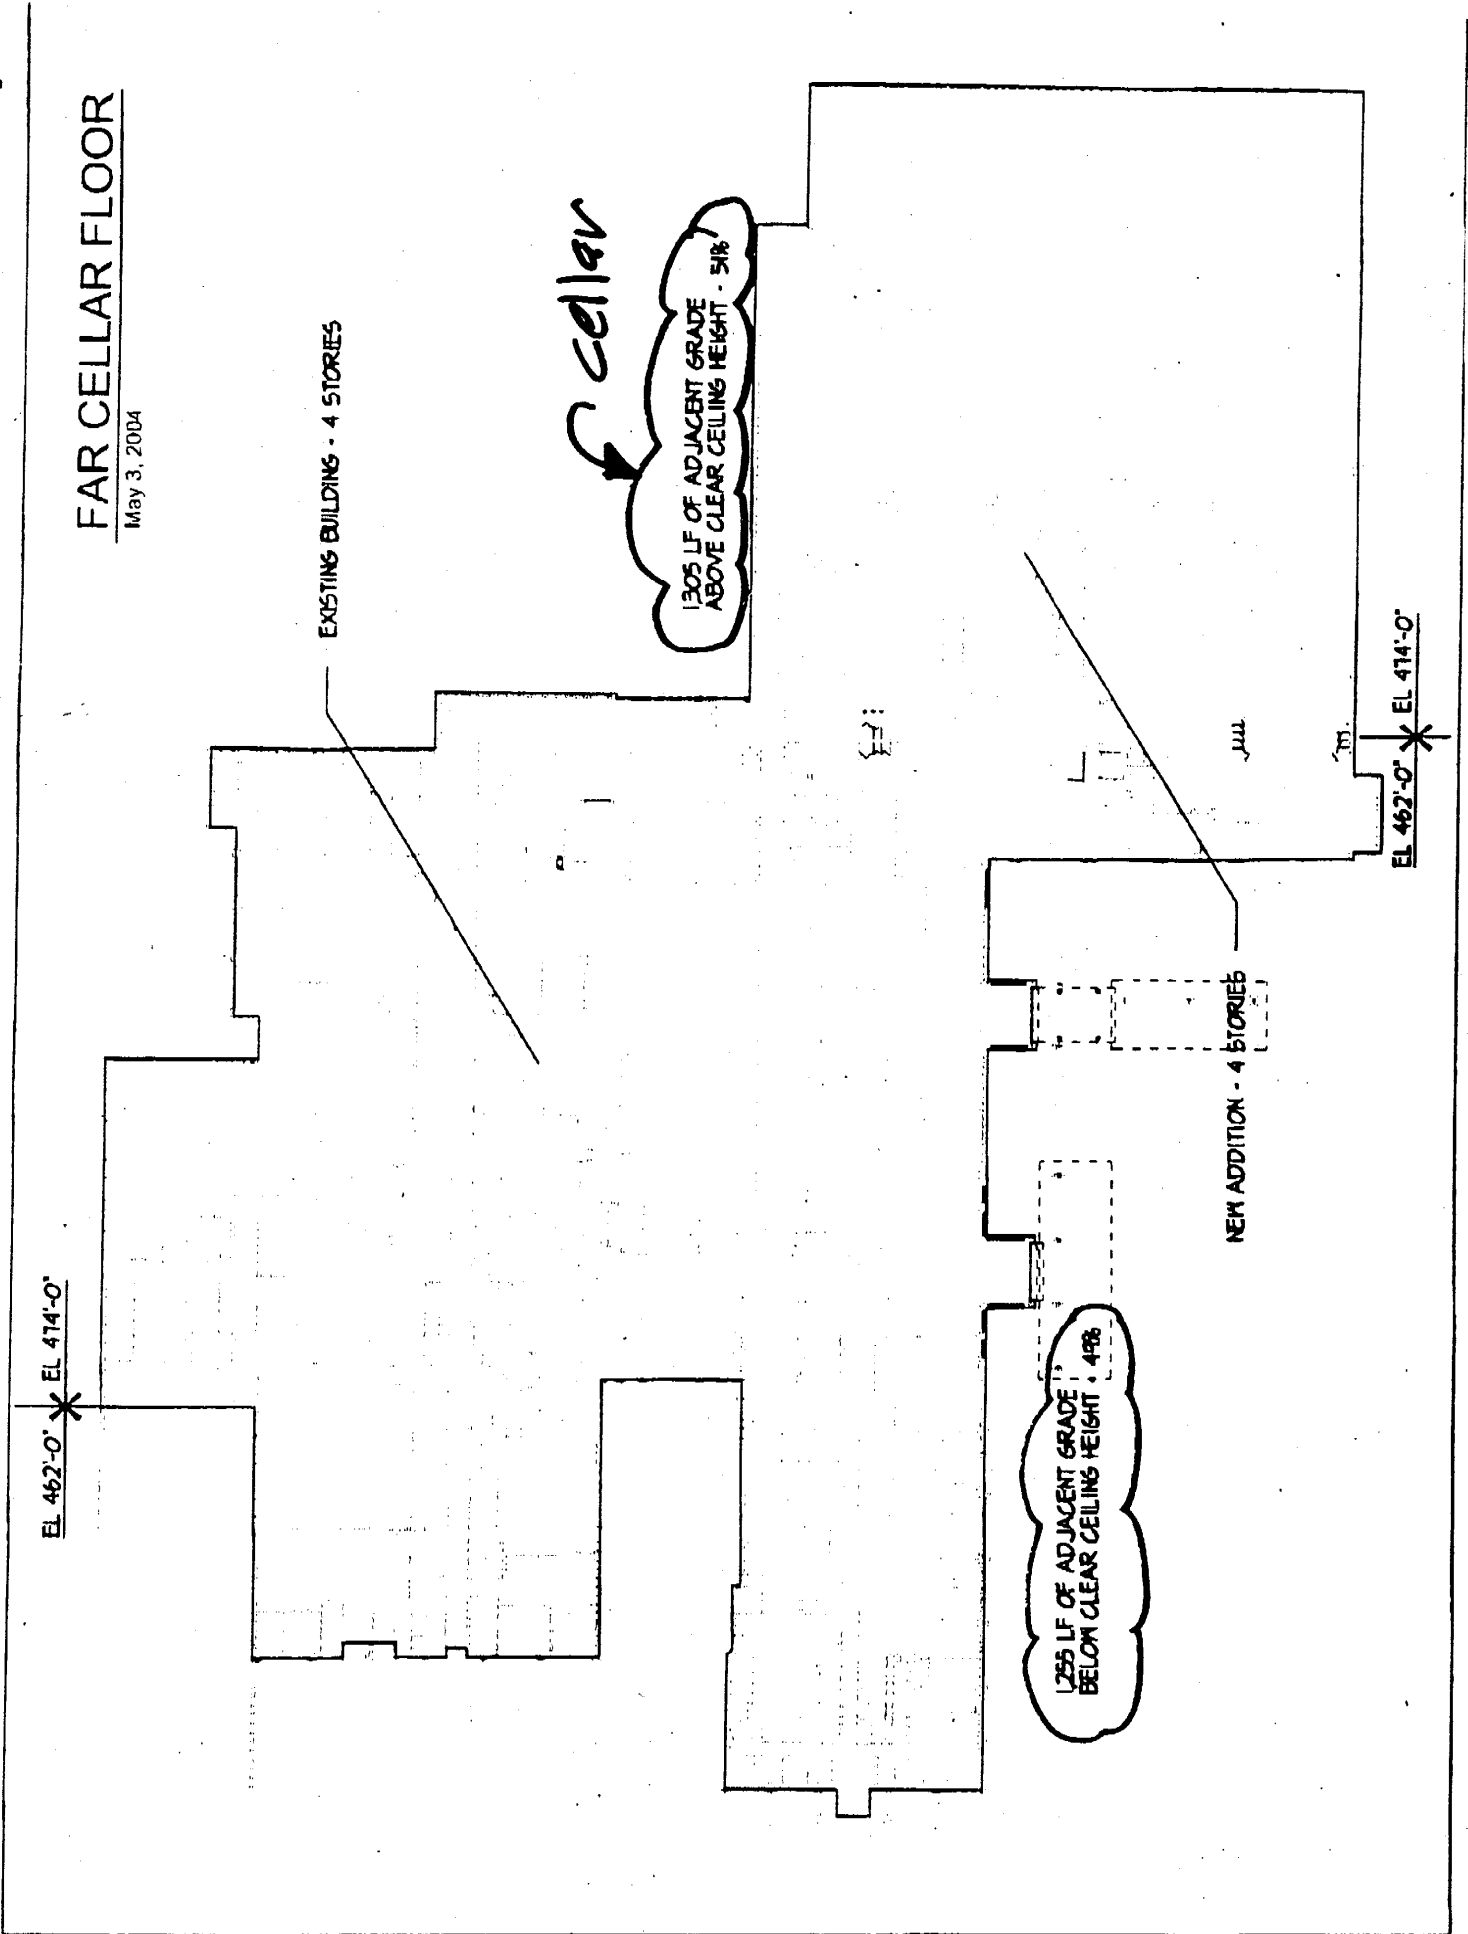 FAR CELLAR FLOOR
May 3, 2004
EXISTING BUILDING - 4 STORIES
cellar
1305 LF OF ADJACENT GRADE
ABOVE CLEAR CEILING HEIGHT - 51%
EL 462'-0" EL 474'-0"
EL 462'-0" EL 474'-0"
NEW ADDITION - 4 STORIES
1255 LF OF ADJACENT GRADE
BELOW CLEAR CEILING HEIGHT - 49%